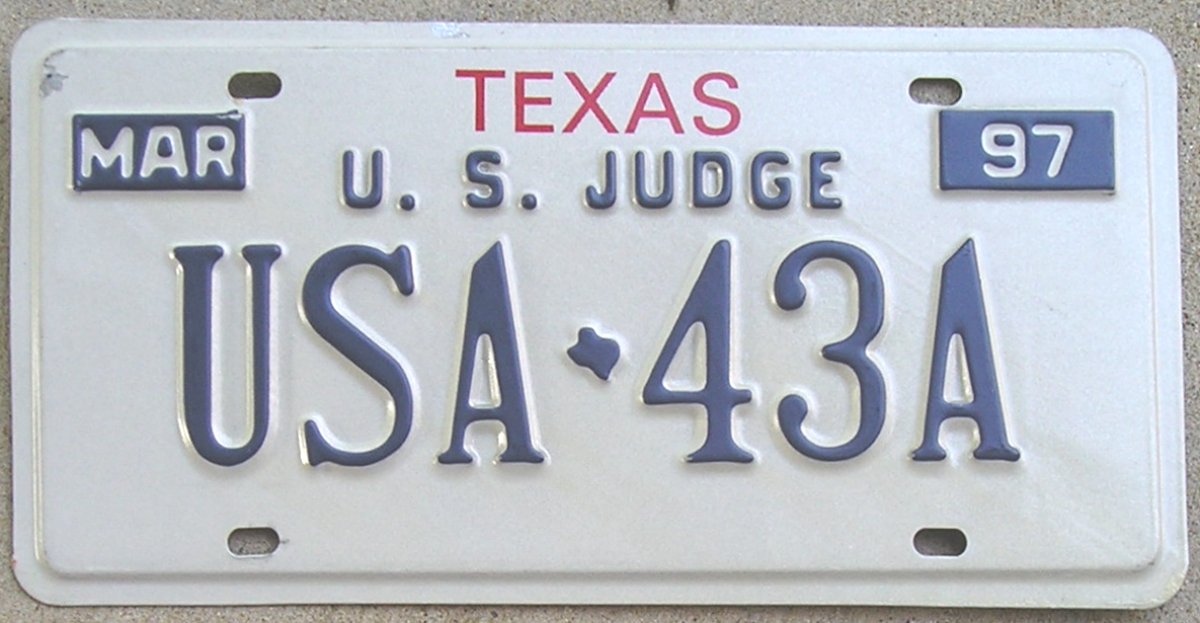 TEXAS
MAR 97
U. S. JUDGE
USA 43A